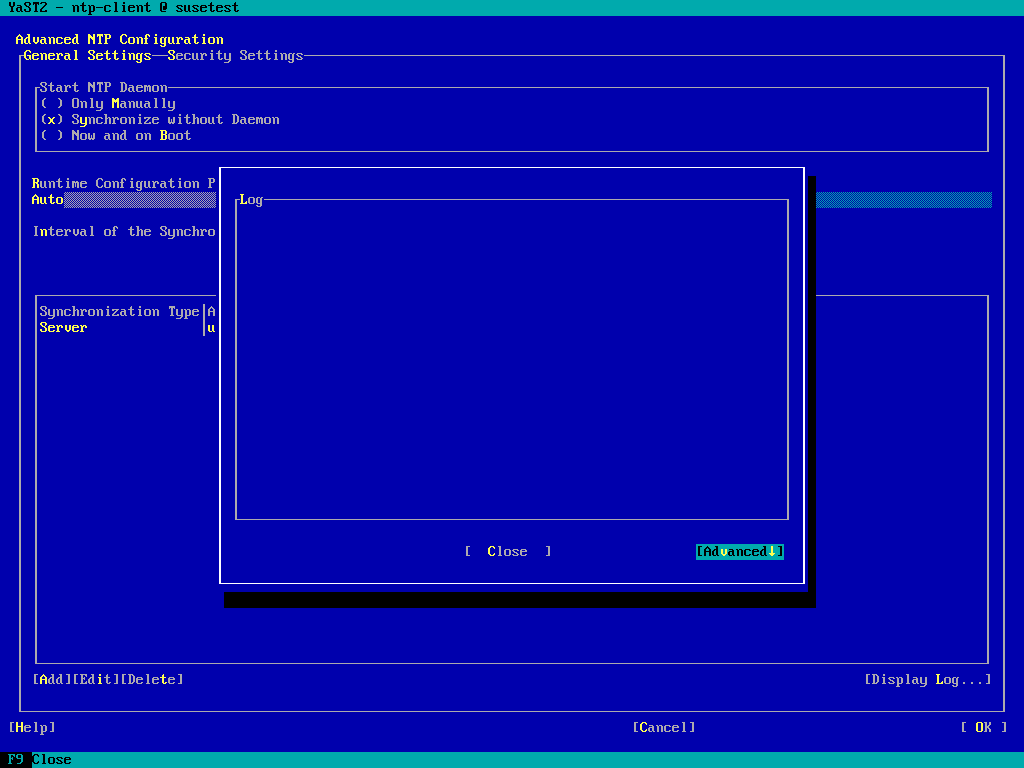 YaST2 - ntp-client @ susetest
Advanced NTP Configuration
General Settings Security Settings
Start NTP Daemon
( ) Only Manually
(x) Synchronize without Daemon
( ) Now and on Boot
Runtime Configuration P
Auto
Interval of the Synchro
Log
Synchronization Type A
Server u
[ Close ] [Advanced↓]
[Add][Edit][Delete] [Display Log...]
[Help] [Cancel] [ OK ]
F9 Close